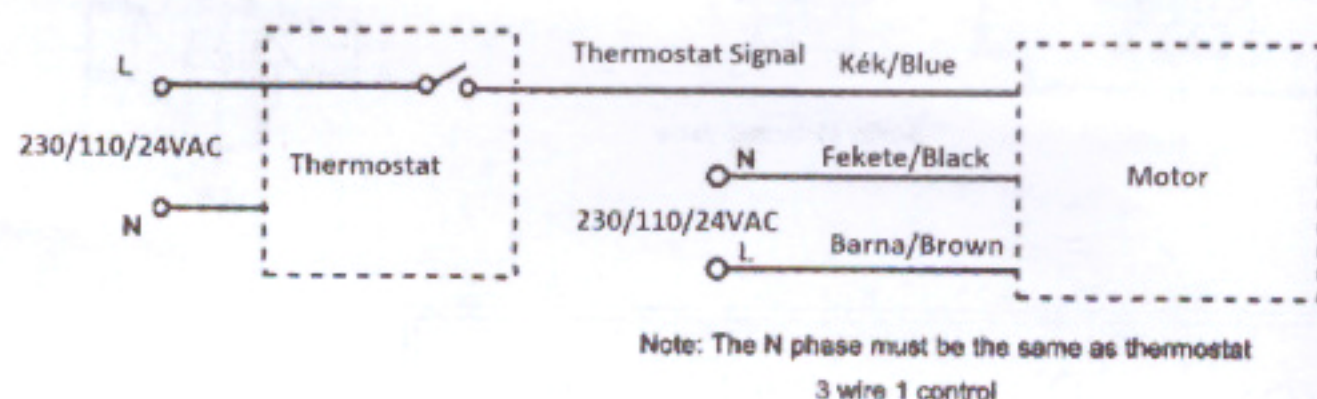 L
Thermostat Signal
Kék/Blue
230/110/24VAC
Thermostat
N
N
Fekete/Black
230/110/24VAC
Motor
L
Barna/Brown
Note: The N phase must be the same as thermostat
3 wire 1 control